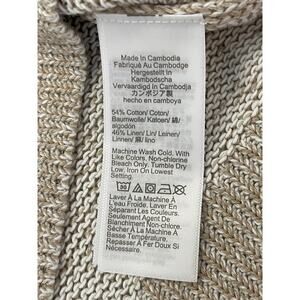 Made In Cambodia
Fabriqué Au Cambodge
Hergestellt In
Kambodscha
Vervaardigd In Cambodja
カンボジア製
hecho en camboya
54% Cotton/ Coton/
Baumwolle/ Katoen/ 綿/
algodón
46% Linen/ Lin/ Leinen/
Linnen/ 麻/ lino
Machine Wash Cold. With
Like Colors. Non-chlorine
Bleach Only. Tumble Dry
Low, Iron On Lowest
Setting.
30
Laver À La Machine À
L'eau Froide. Laver En
Séparant Les Couleurs.
Seulement Agent De
Blanchiment Non-chlore.
Sécher À La Machine À
Basse Température.
Repasser À Fer Doux Si
Nécessaire.